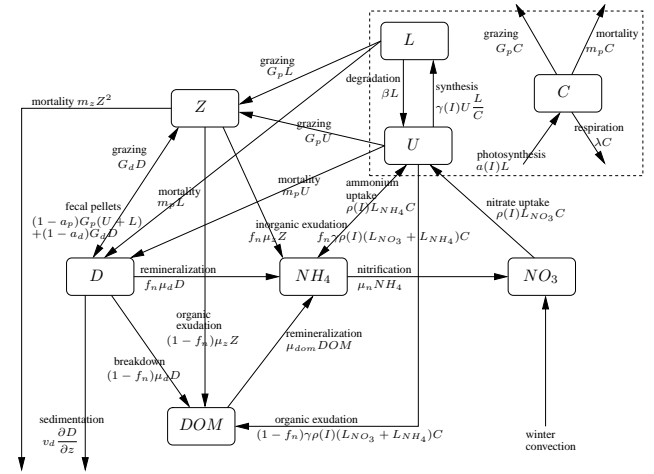 L
grazing
G_p C
mortality
m_p C
grazing
G_p L
degradation
βL
synthesis
γ(I)U L/C
C
mortality m_z Z^2
Z
grazing
G_p U
U
respiration
λC
photosynthesis
a(I)L
grazing
G_d D
mortality
m_p L
mortality
m_p U
ammonium
uptake
ρ(I)L_{NH_4}C
nitrate uptake
ρ(I)L_{NO_3}C
fecal pellets
(1 − a_p)G_p(U + L)
+(1 − a_d)G_d D
inorganic exudation
f_n μ_z Z
f_n γρ(I)(L_{NO_3} + L_{NH_4})C
D
remineralization
f_n μ_d D
NH_4
nitrification
μ_n NH_4
NO_3
organic
exudation
(1 − f_n)μ_z Z
remineralization
μ_{dom} DOM
breakdown
(1 − f_n)μ_d D
sedimentation
v_d ∂D/∂z
DOM
organic exudation
(1 − f_n)γρ(I)(L_{NO_3} + L_{NH_4})C
winter
convection